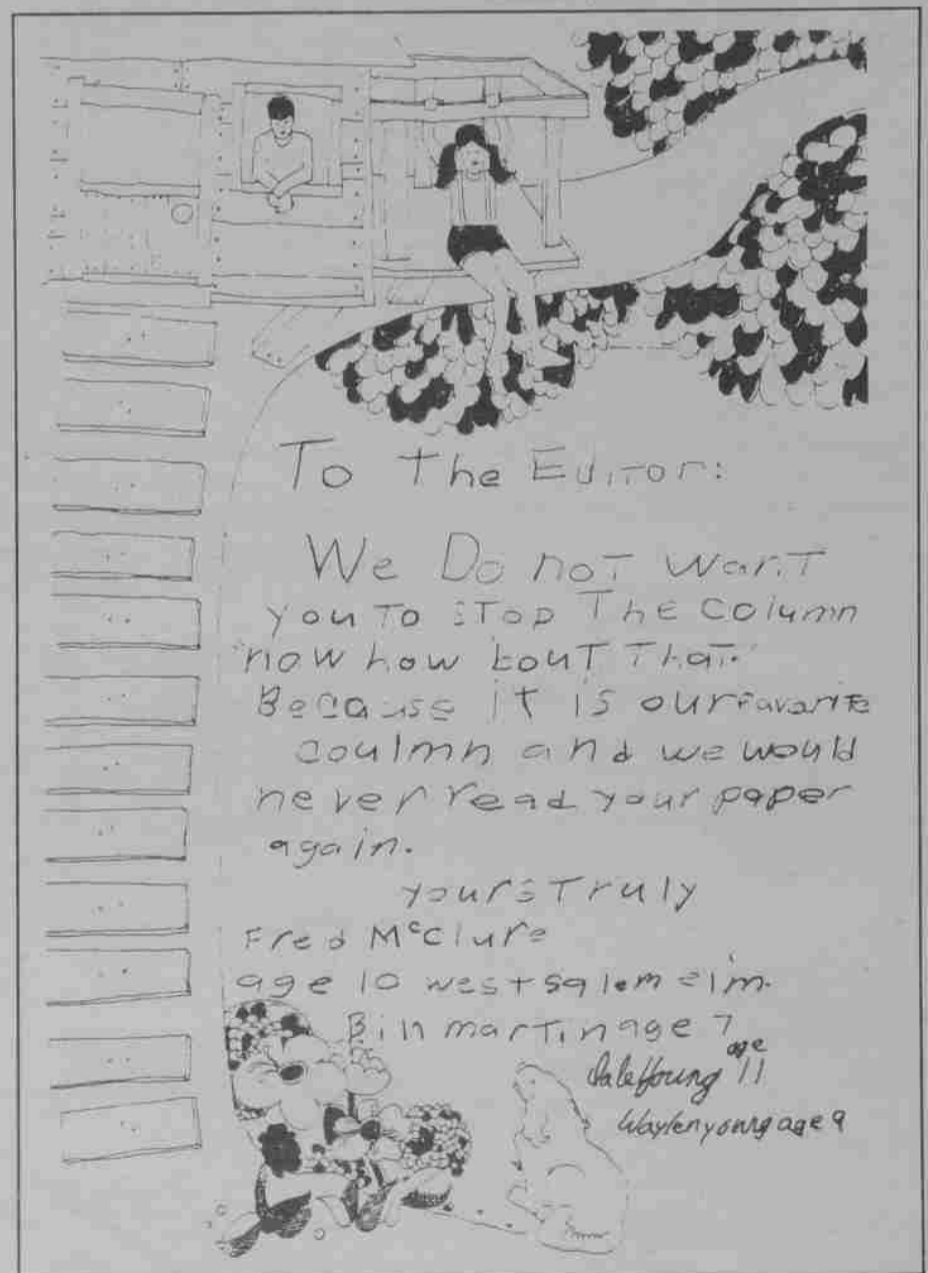 To The Editor:
We Do not Want
you To STop The Column
"now how bout That."
Because it is our favorite
coulmn and we would
never read your paper
again.
yours Truly
Fred McClure
age 10 west salem elm.
Bill martin age 7
Dale young age 11
Waylen young age 9